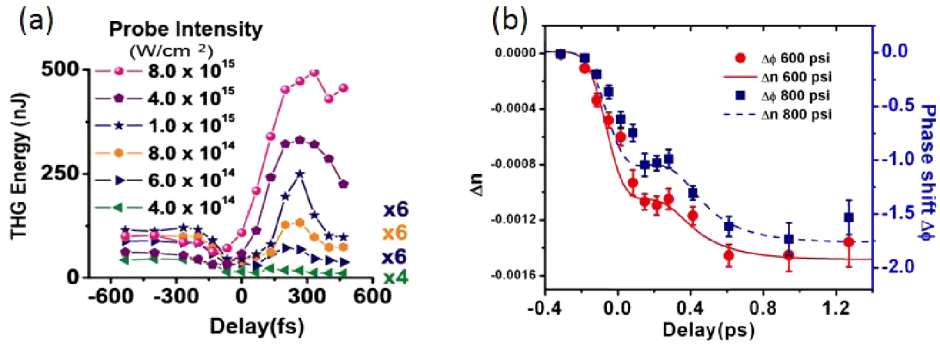 (a)
Probe Intensity
(W/cm ²)
8.0 x 10¹⁵
4.0 x 10¹⁵
1.0 x 10¹⁵
8.0 x 10¹⁴
6.0 x 10¹⁴
4.0 x 10¹⁴
THG Energy (nJ)
500
250
0
x6
x6
x6
x4
-600
-300
0
300
600
Delay(fs)
(b)
Δn
0.0000
-0.0004
-0.0008
-0.0012
-0.0016
Δϕ 600 psi
Δn 600 psi
Δϕ 800 psi
Δn 800 psi
0.0
-0.5
-1.0
-1.5
-2.0
Phase shift Δϕ
-0.4
0.0
0.4
0.8
1.2
Delay(ps)